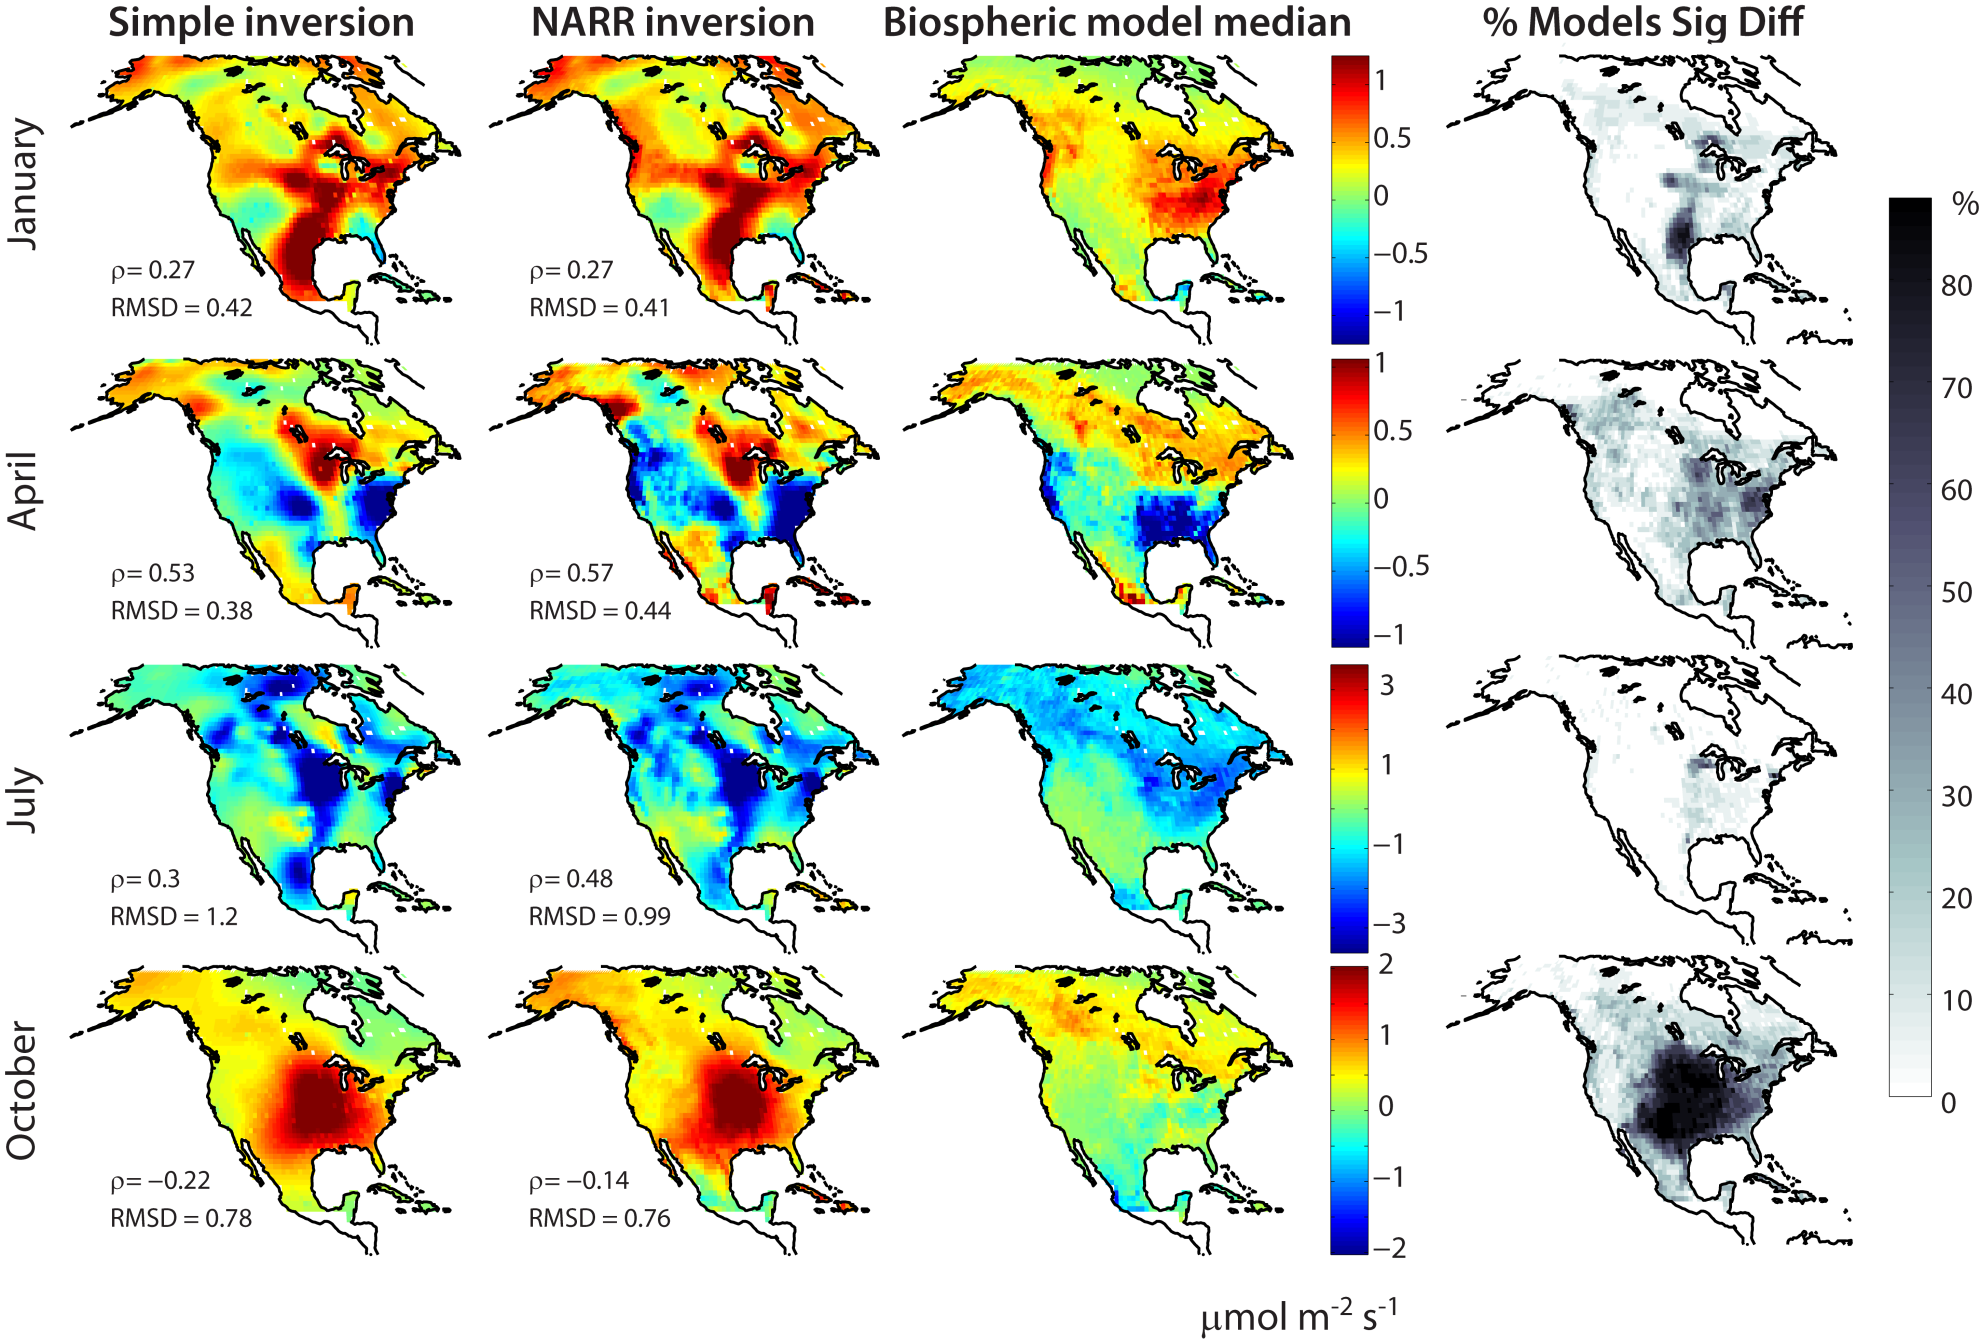 Simple inversion
NARR inversion
Biospheric model median
% Models Sig Diff
January
ρ= 0.27
RMSD = 0.42
ρ= 0.27
RMSD = 0.41
1
0.5
0
−0.5
−1
April
ρ= 0.53
RMSD = 0.38
ρ= 0.57
RMSD = 0.44
1
0.5
0
−0.5
−1
July
ρ= 0.3
RMSD = 1.2
ρ= 0.48
RMSD = 0.99
3
1
−1
−3
October
ρ= −0.22
RMSD = 0.78
ρ= −0.14
RMSD = 0.76
2
1
0
−1
−2
%
80
70
60
50
40
30
20
10
0
μmol m-2 s-1